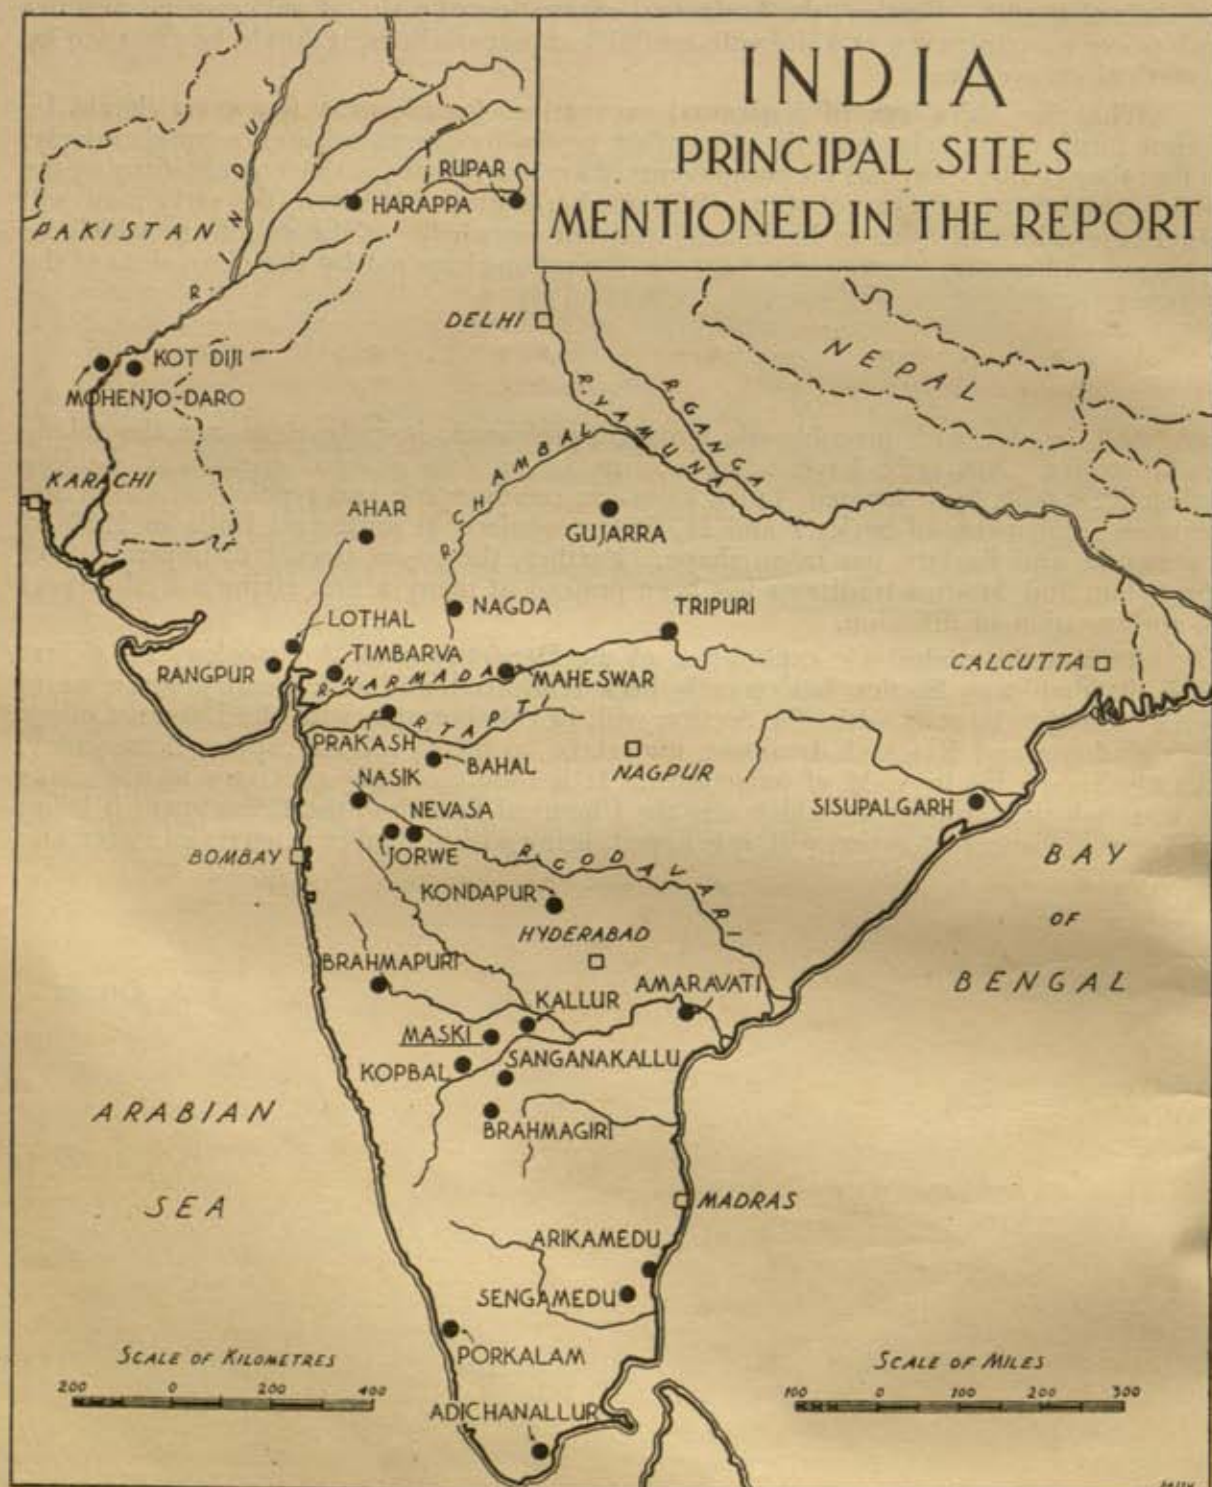 INDIA
PRINCIPAL SITES
MENTIONED IN THE REPORT
R. INDUS
RUPAR
HARAPPA
PAKISTAN
DELHI
NEPAL
KOT DIJI
MOHENJO-DARO
R. YAMUNA
R. GANGA
R. CHAMBAL
KARACHI
AHAR
GUJARRA
NAGDA
TRIPURI
LOTHAL
TIMBARVA
RANGPUR
R. NARMADA
MAHESWAR
CALCUTTA
R TAPTI
PRAKASH
BAHAL
NAGPUR
NASIK
NEVASA
SISUPALGARH
JORWE
BOMBAY
R. GODAVARI
KONDAPUR
HYDERABAD
BAY
OF
BENGAL
BRAHMAPURI
AMARAVATI
KALLUR
MASKI
SANGANAKALLU
KOPBAL
BRAHMAGIRI
ARABIAN
SEA
MADRAS
ARIKAMEDU
SENGAMEDU
PORKALAM
ADICHANALLUR
SCALE OF KILOMETRES
200 0 200 400
SCALE OF MILES
100 0 100 200 300